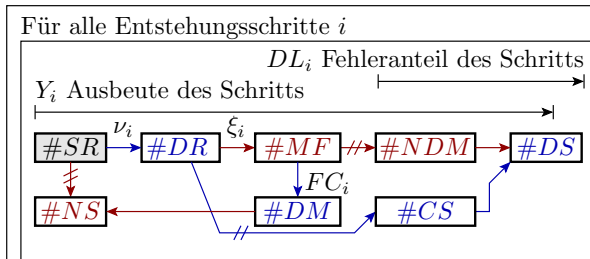 Für alle Entstehungsschritte i
DL_i Fehleranteil des Schritts
Y_i Ausbeute des Schritts
ν_i ξ_i
#SR #DR #MF #NDM #DS
FC_i
#NS #DM #CS